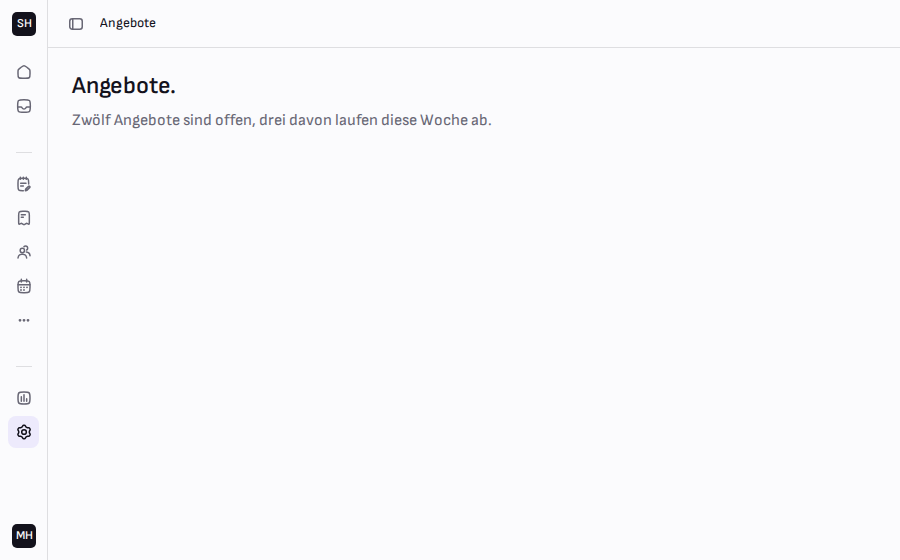 SH
Angebote
Angebote.
Zwölf Angebote sind offen, drei davon laufen diese Woche ab.
MH